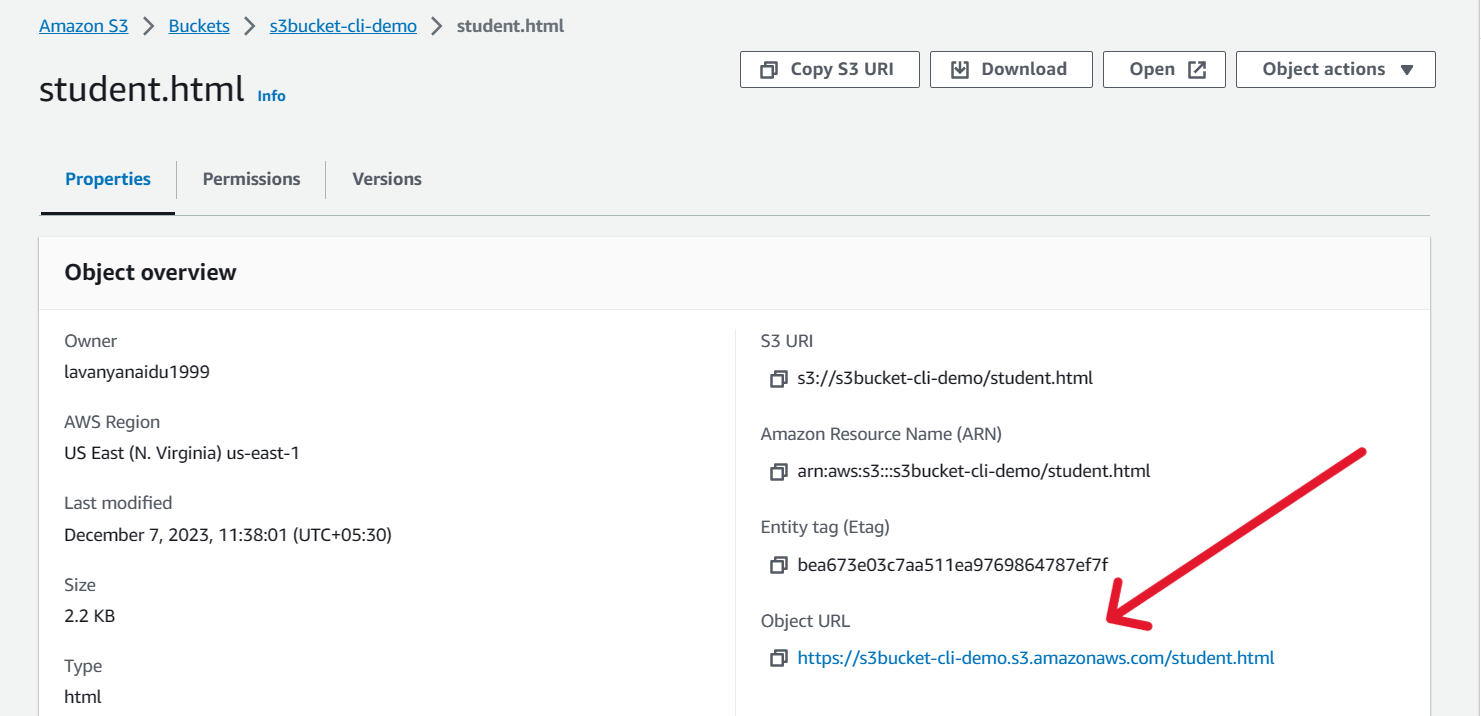 Amazon S3 > Buckets > s3bucket-cli-demo > student.html
student.html Info
Copy S3 URI Download Open Object actions
Properties Permissions Versions
Object overview
Owner
lavanyanaidu1999
AWS Region
US East (N. Virginia) us-east-1
Last modified
December 7, 2023, 11:38:01 (UTC+05:30)
Size
2.2 KB
Type
html
S3 URI
s3://s3bucket-cli-demo/student.html
Amazon Resource Name (ARN)
arn:aws:s3:::s3bucket-cli-demo/student.html
Entity tag (Etag)
bea673e03c7aa511ea9769864787ef7f
Object URL
https://s3bucket-cli-demo.s3.amazonaws.com/student.html